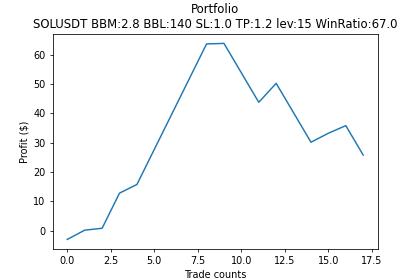 Portfolio
SOLUSDT BBM:2.8 BBL:140 SL:1.0 TP:1.2 lev:15 WinRatio:67.0
Profit ($)
60
50
40
30
20
10
0
0.0 2.5 5.0 7.5 10.0 12.5 15.0 17.5
Trade counts